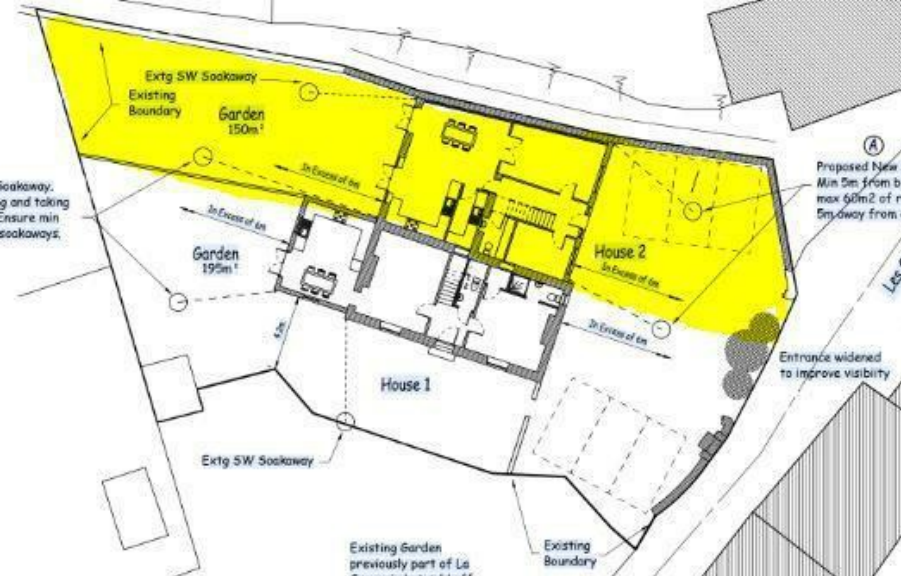 Extg SW Soakaway
Existing
Boundary
Garden
150m²
In Excess of 6m
Soakaway.
g and taking
Ensure min
soakaways.
In Excess of 6m
Garden
195m²
4.2m
House 1
Extg SW Soakaway
House 2
In Excess of 6m
In Excess of 6m
A
Proposed New
Min 5m from b
max 60m2 of r
5m away from
Les
Entrance widened
to improve visibiity
Existing
Boundary
Existing Garden
previously part of La